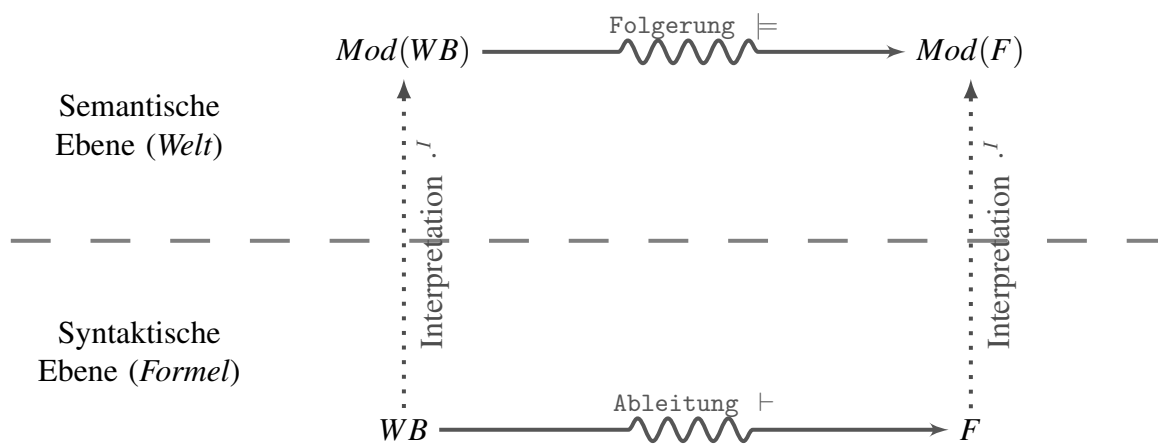 Folgerung ⊨
Mod(WB)
Mod(F)
Semantische
Ebene (Welt)
Interpretation .ᴵ
Interpretation .ᴵ
Syntaktische
Ebene (Formel)
Ableitung ⊢
WB
F